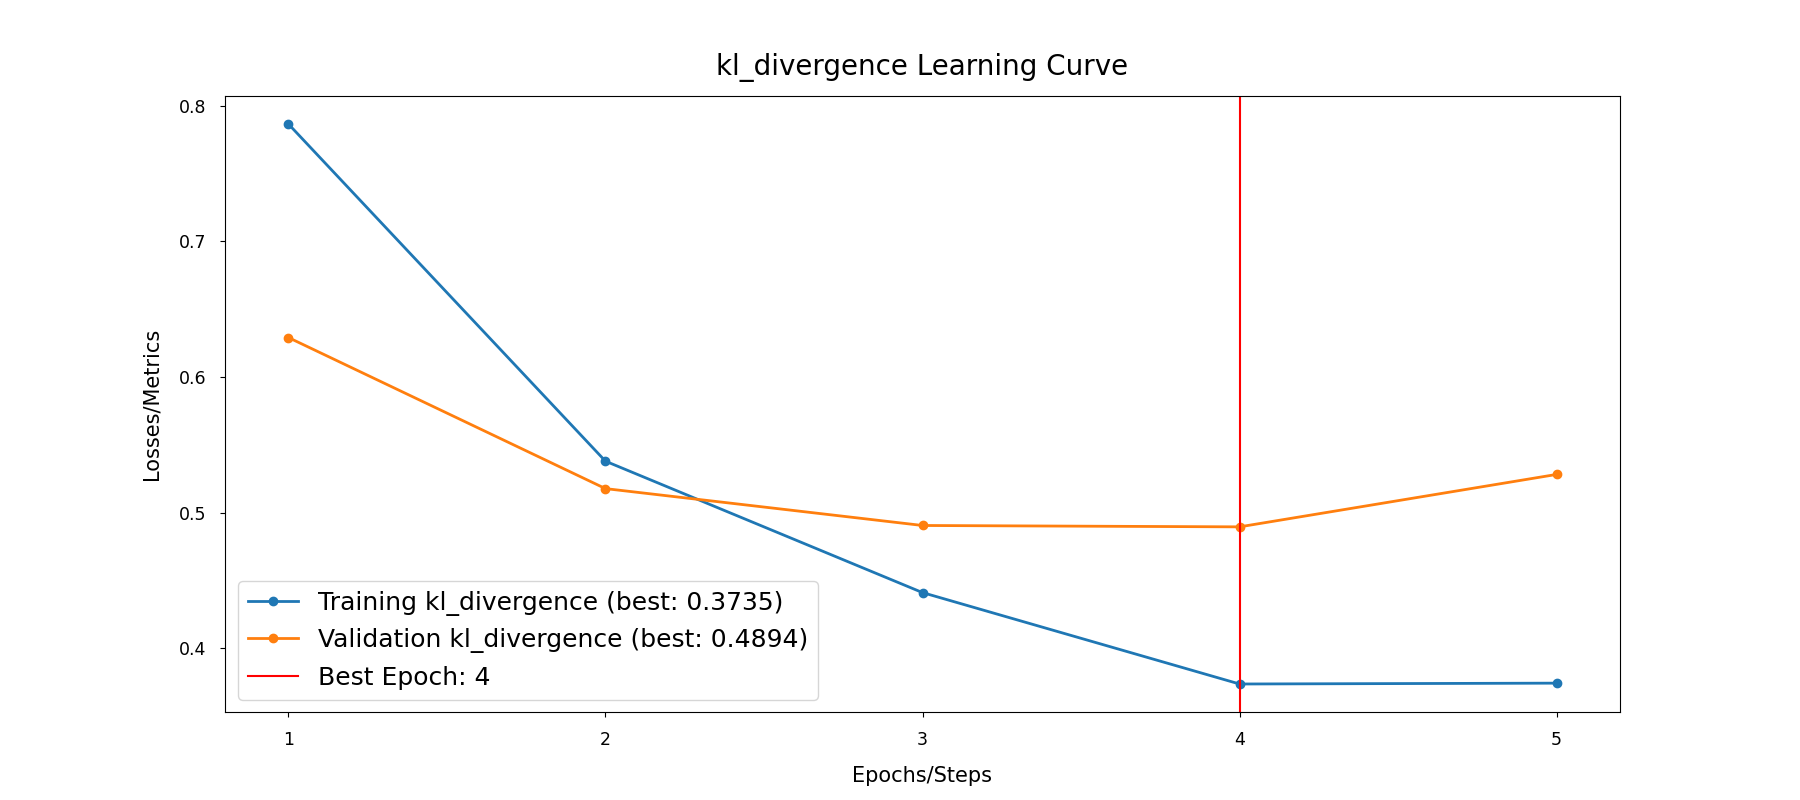 kl_divergence Learning Curve
0.8
0.7
0.6
0.5
0.4
Losses/Metrics
Training kl_divergence (best: 0.3735)
Validation kl_divergence (best: 0.4894)
Best Epoch: 4
1 2 3 4 5
Epochs/Steps